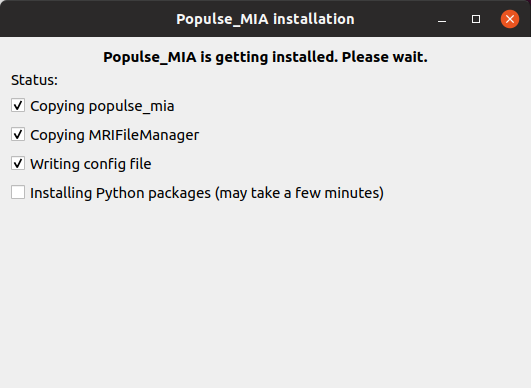 Populse_MIA installation
Populse_MIA is getting installed. Please wait.
Status:
Copying populse_mia
Copying MRIFileManager
Writing config file
Installing Python packages (may take a few minutes)